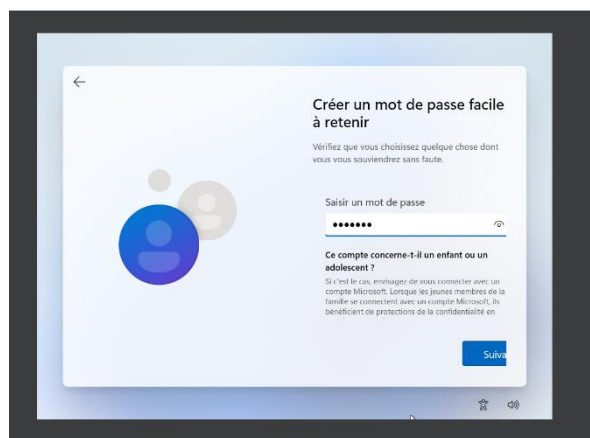 Créer un mot de passe facile
à retenir
Vérifiez que vous choisissez quelque chose dont
vous vous souviendrez sans faute.
Saisir un mot de passe
•••••••
Ce compte concerne-t-il un enfant ou un
adolescent ?
Si c'est le cas, envisagez de vous connecter avec un
compte Microsoft. Lorsque les jeunes membres de la
famille se connectent avec un compte Microsoft, ils
bénéficient de protections de la confidentialité en
Suiva